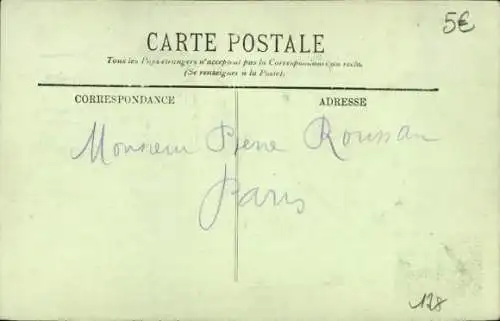 5€
CARTE POSTALE
Tous les Pays étrangers n'acceptent pas la Correspondance au recto.
(Se renseigner à la Poste).
CORRESPONDANCE
ADRESSE
Monsieur Pierre Roussan
Paris
128